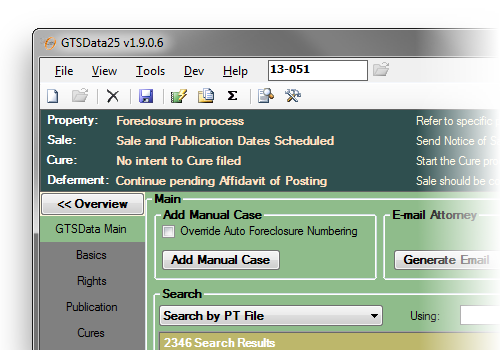 GTSData25 v1.9.0.6
File View Tools Dev Help 13-051
Σ
Property: Foreclosure in process Refer to specific
Sale: Sale and Publication Dates Scheduled Send Notice of
Cure: No intent to Cure filed Start the Cure
Deferment: Continue pending Affidavit of Posting Sale should be
<< Overview
Main
GTSData Main
Add Manual Case
E-mail Attorney
Override Auto Foreclosure Numbering
Basics
Add Manual Case
Generate Email
Rights
Search
Publication
Search by PT File
Using:
Cures
2346 Search Results